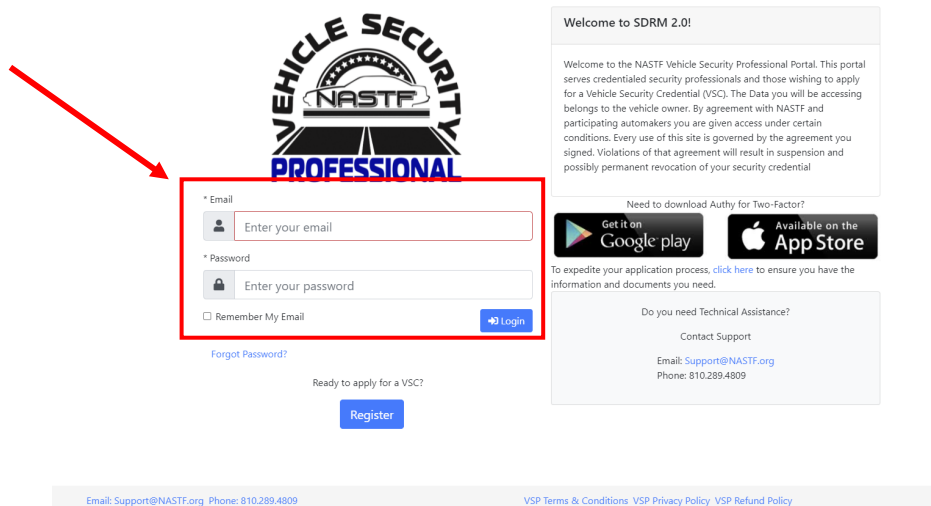 VEHICLE SECURITY
NASTF
PROFESSIONAL
* Email
Enter your email
* Password
Enter your password
Remember My Email
Login
Forgot Password?
Ready to apply for a VSC?
Register
Welcome to SDRM 2.0!
Welcome to the NASTF Vehicle Security Professional Portal. This portal
serves credentialed security professionals and those wishing to apply
for a Vehicle Security Credential (VSC). The Data you will be accessing
belongs to the vehicle owner. By agreement with NASTF and
participating automakers you are given access under certain
conditions. Every use of this site is governed by the agreement you
signed. Violations of that agreement will result in suspension and
possibly permanent revocation of your security credential
Need to download Authy for Two-Factor?
Get it on
Google play
Available on the
App Store
To expedite your application process, click here to ensure you have the
information and documents you need.
Do you need Technical Assistance?
Contact Support
Email: Support@NASTF.org
Phone: 810.289.4809
Email: Support@NASTF.org Phone: 810.289.4809
VSP Terms & Conditions VSP Privacy Policy VSP Refund Policy